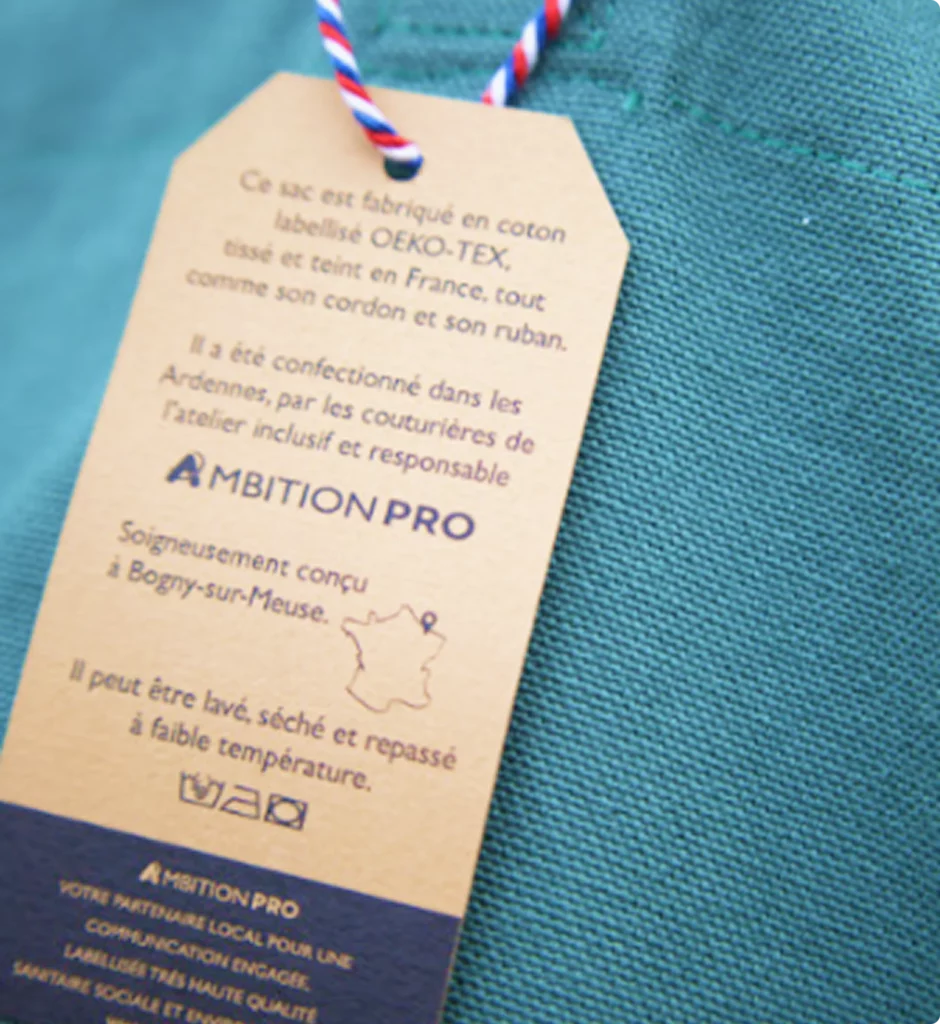 Ce sac est fabriqué en coton
labellisé OEKO-TEX,
tissé et teint en France, tout
comme son cordon et son ruban.
Il a été confectionné dans les
Ardennes, par les couturières de
l'atelier inclusif et responsable
AMBITION PRO
Soigneusement conçu
à Bogny-sur-Meuse.
Il peut être lavé, séché et repassé
à faible température.
AMBITION PRO
VOTRE PARTENAIRE LOCAL POUR UNE
COMMUNICATION ENGAGÉE,
LABELLISÉE TRÈS HAUTE QUALITÉ
SANITAIRE SOCIALE ET